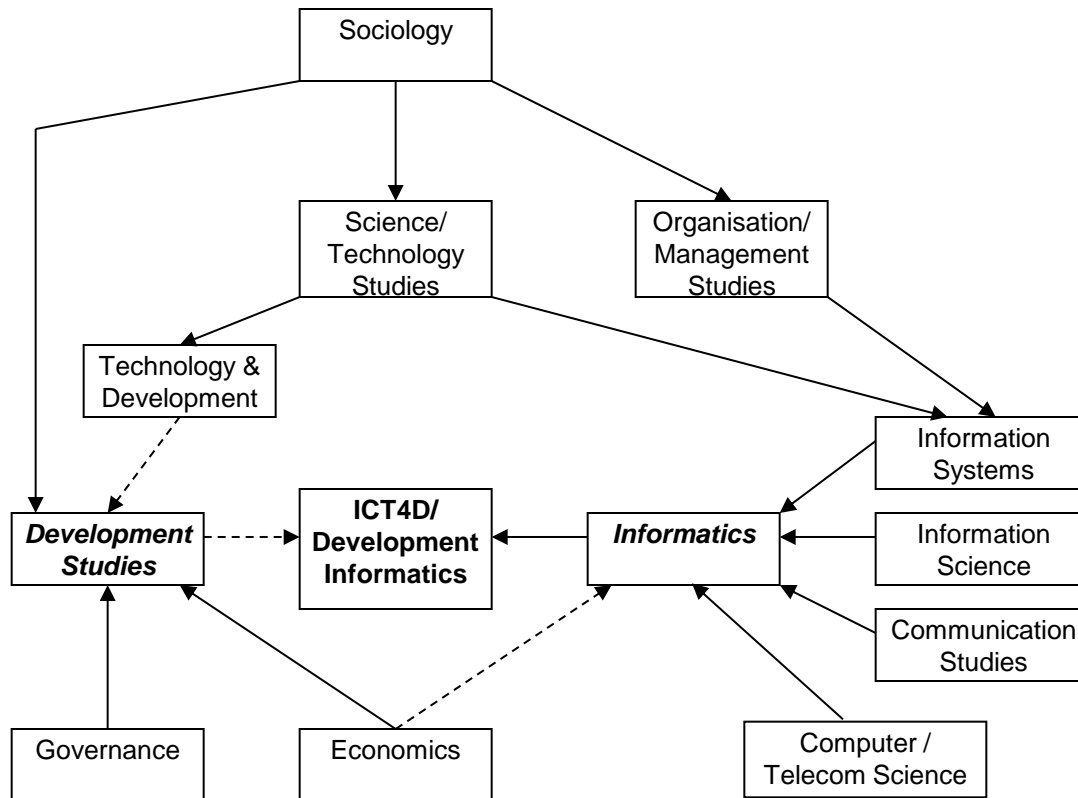 Sociology
Science/
Technology
Studies
Organisation/
Management
Studies
Technology &
Development
Information
Systems
Development
Studies
ICT4D/
Development
Informatics
Informatics
Information
Science
Communication
Studies
Governance
Economics
Computer /
Telecom Science